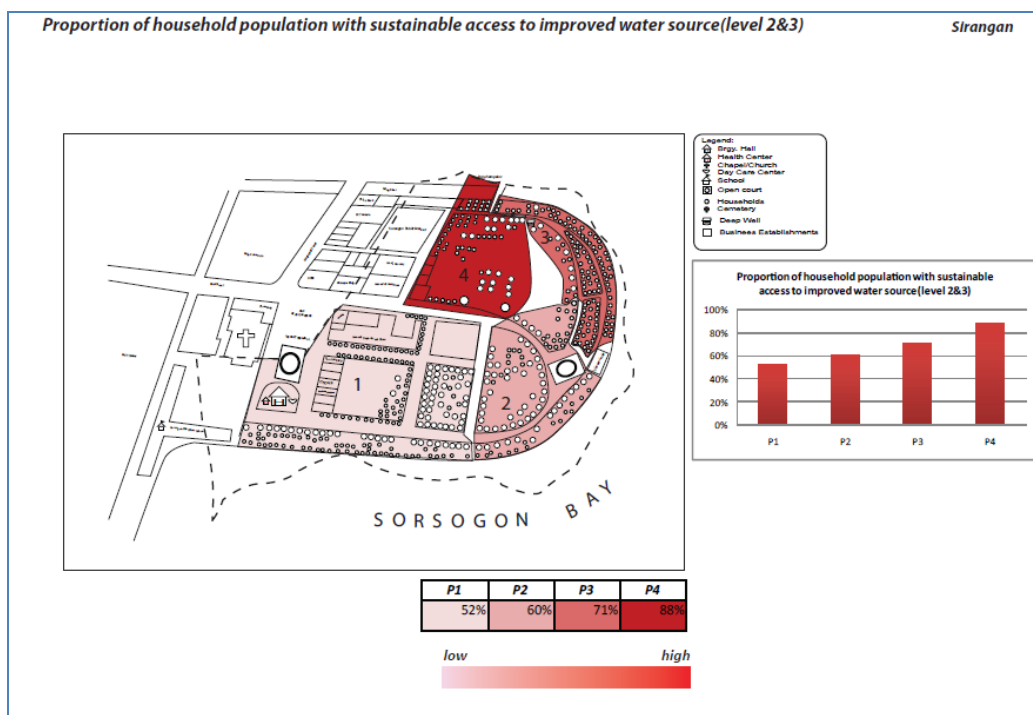 Proportion of household population with sustainable access to improved water source(level 2&3)
Sirangan
Legend:
Brgy. Hall
Health Center
Chapel/Church
Day Care Center
School
Open court
Households
Cemetery
Deep Well
Business Establishments
4
3
1
2
SORSOGON BAY
Proportion of household population with sustainable
access to improved water source(level 2&3)
100%
80%
60%
40%
20%
0%
P1 P2 P3 P4
P1 P2 P3 P4
52% 60% 71% 88%
low high